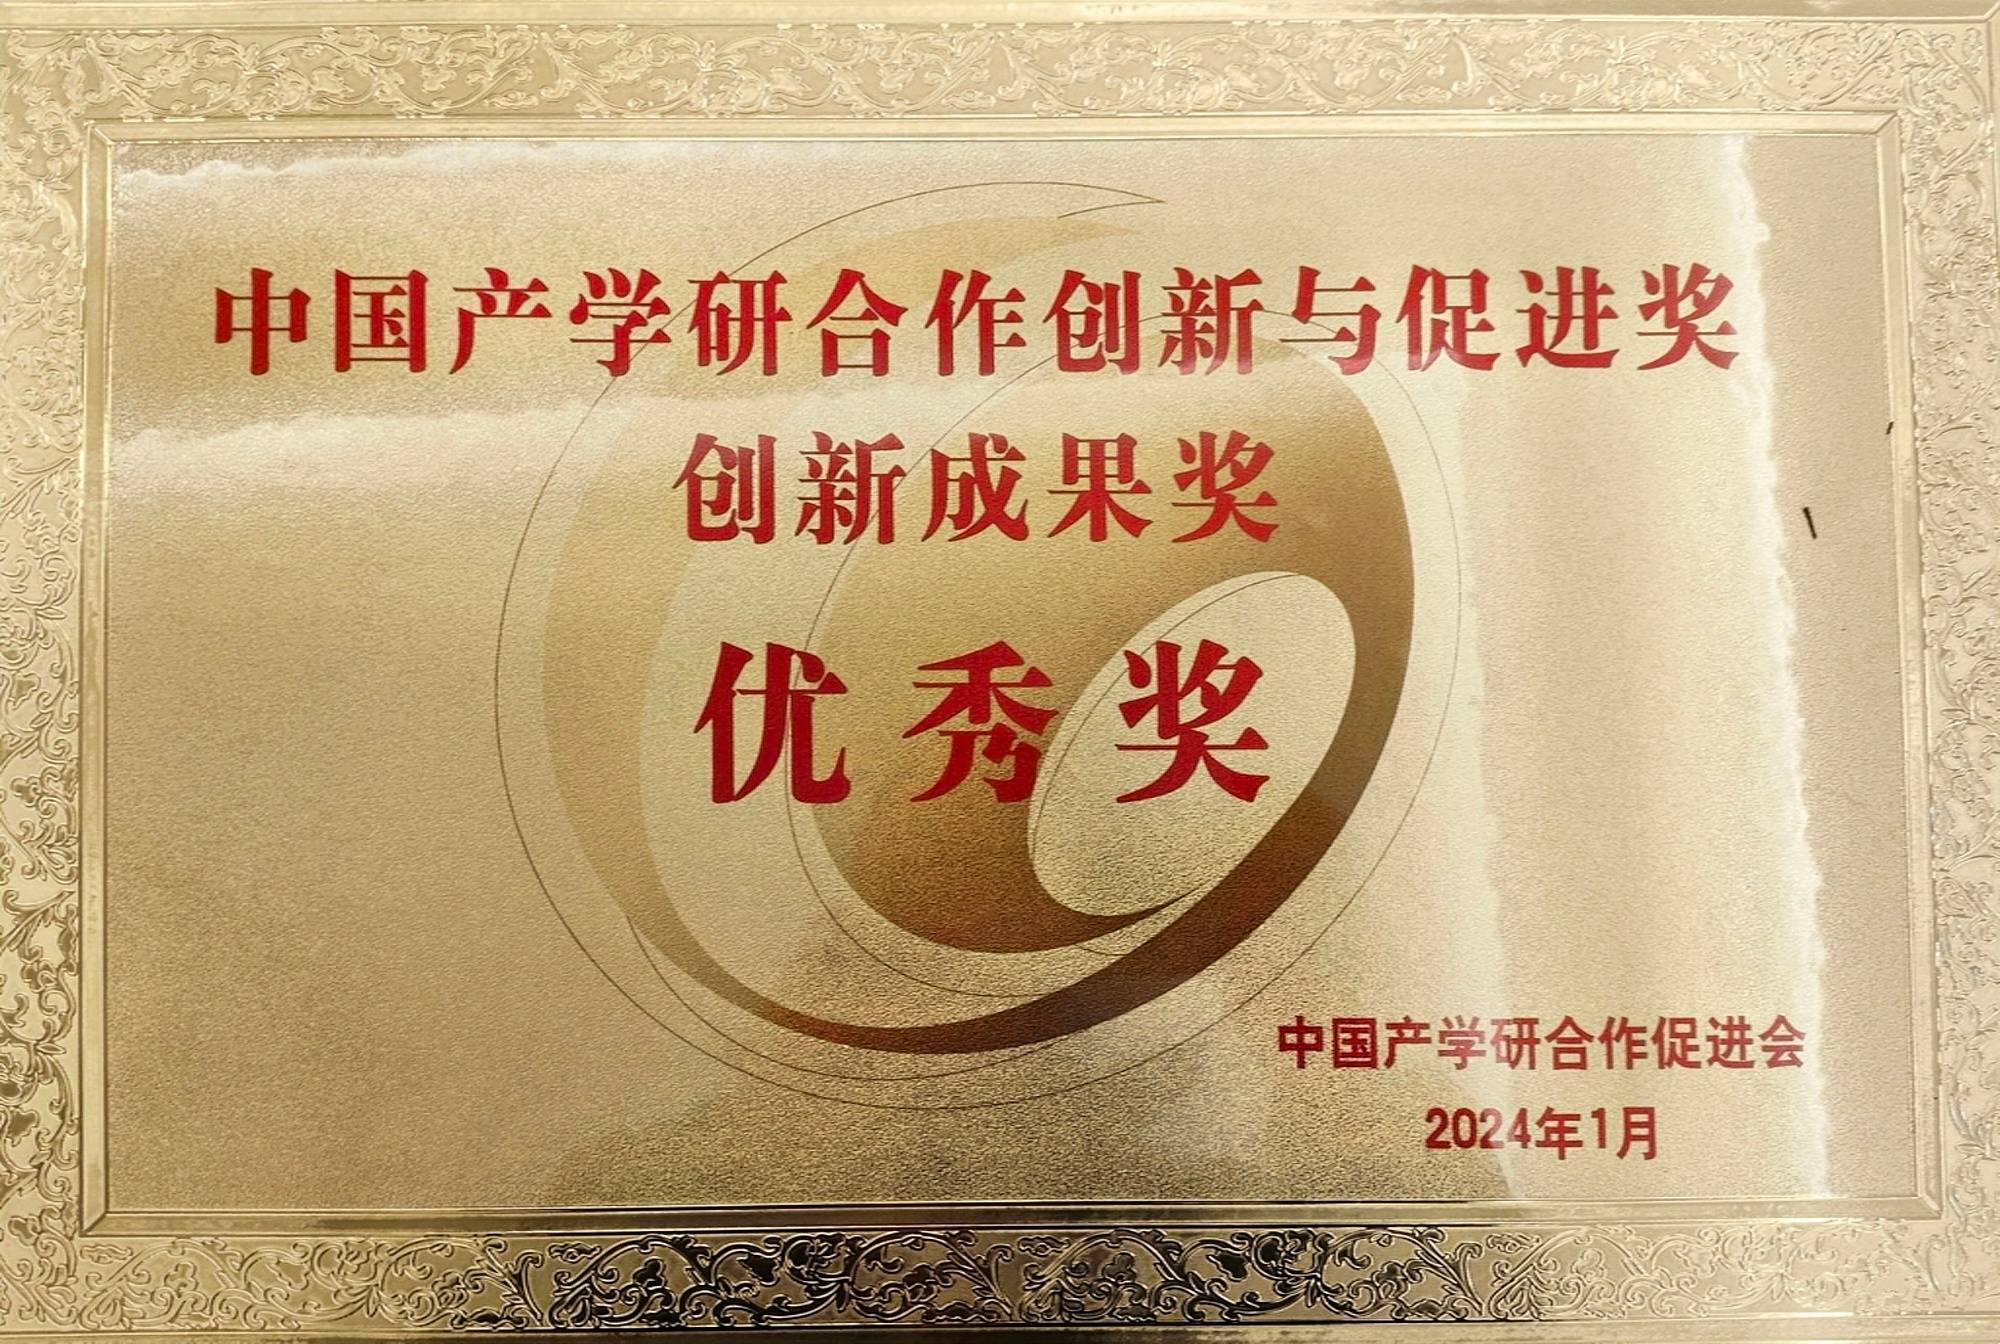 中国产学研合作创新与促进奖
创新成果奖
优秀奖
中国产学研合作促进会
2024年1月